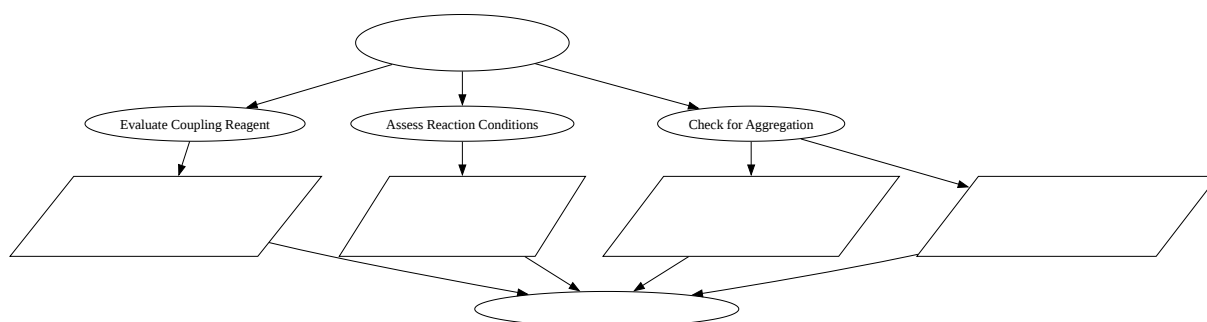 Evaluate Coupling Reagent
Assess Reaction Conditions
Check for Aggregation